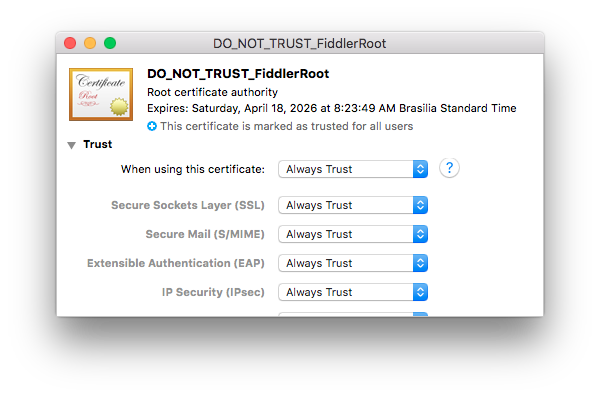 DO_NOT_TRUST_FiddlerRoot
Certificate
Root
DO_NOT_TRUST_FiddlerRoot
Root certificate authority
Expires: Saturday, April 18, 2026 at 8:23:49 AM Brasilia Standard Time
This certificate is marked as trusted for all users
Trust
When using this certificate: Always Trust ?
Secure Sockets Layer (SSL) Always Trust
Secure Mail (S/MIME) Always Trust
Extensible Authentication (EAP) Always Trust
IP Security (IPsec) Always Trust